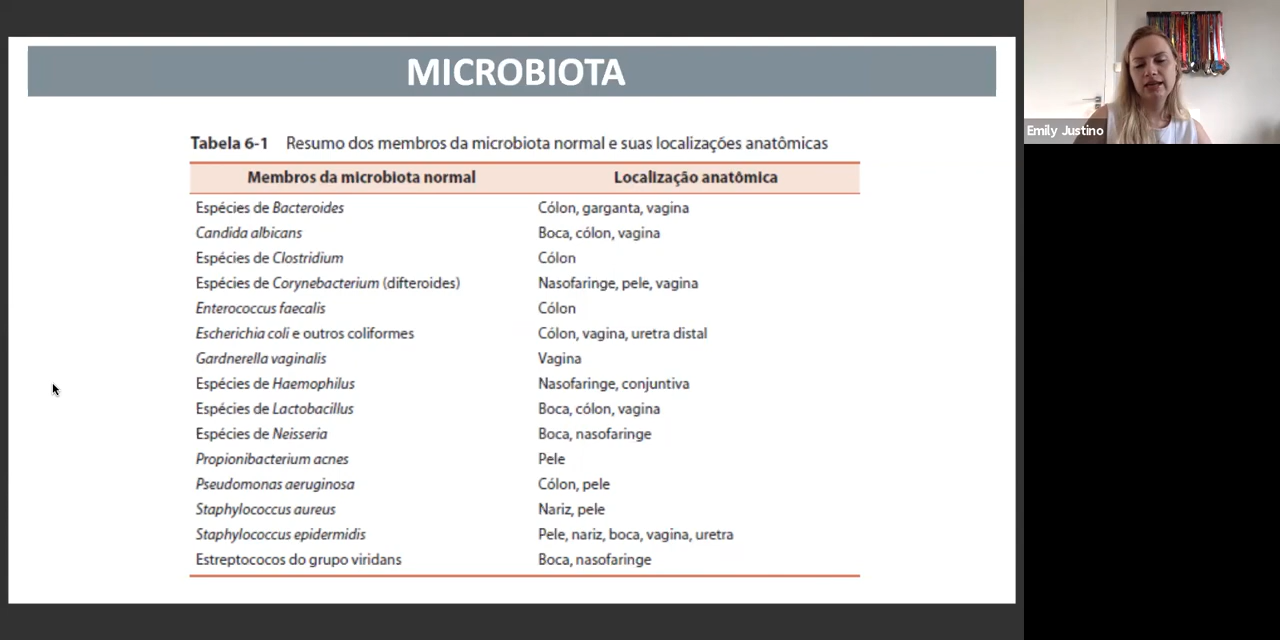 MICROBIOTA
Tabela 6-1 Resumo dos membros da microbiota normal e suas localizações anatômicas
Membros da microbiota normal Localização anatômica
Espécies de Bacteroides Cólon, garganta, vagina
Candida albicans Boca, cólon, vagina
Espécies de Clostridium Cólon
Espécies de Corynebacterium (difteroides) Nasofaringe, pele, vagina
Enterococcus faecalis Cólon
Escherichia coli e outros coliformes Cólon, vagina, uretra distal
Gardnerella vaginalis Vagina
Espécies de Haemophilus Nasofaringe, conjuntiva
Espécies de Lactobacillus Boca, cólon, vagina
Espécies de Neisseria Boca, nasofaringe
Propionibacterium acnes Pele
Pseudomonas aeruginosa Cólon, pele
Staphylococcus aureus Nariz, pele
Staphylococcus epidermidis Pele, nariz, boca, vagina, uretra
Estreptococos do grupo viridans Boca, nasofaringe
Emily Justino